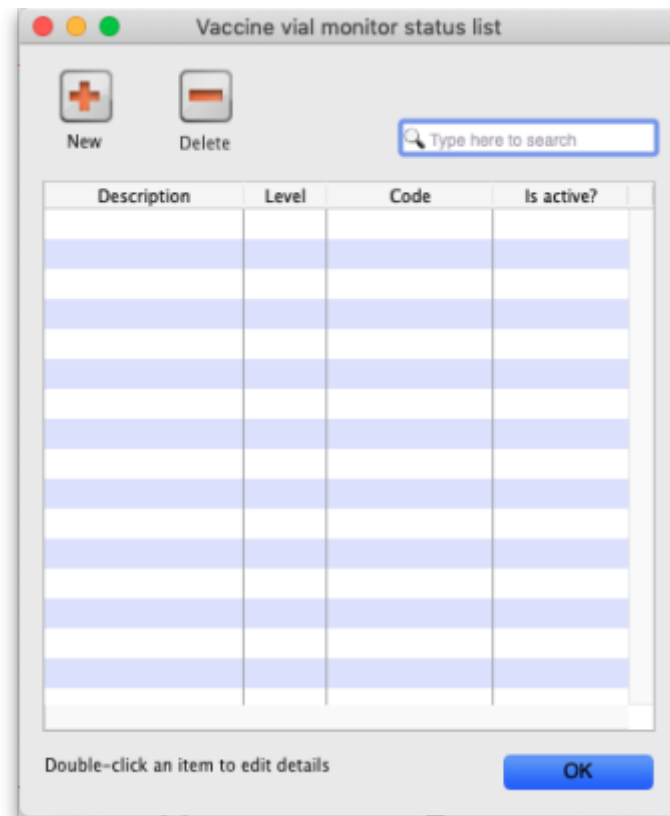 Vaccine vial monitor status list
New
Delete
Type here to search
Description Level Code Is active?
Double-click an item to edit details
OK